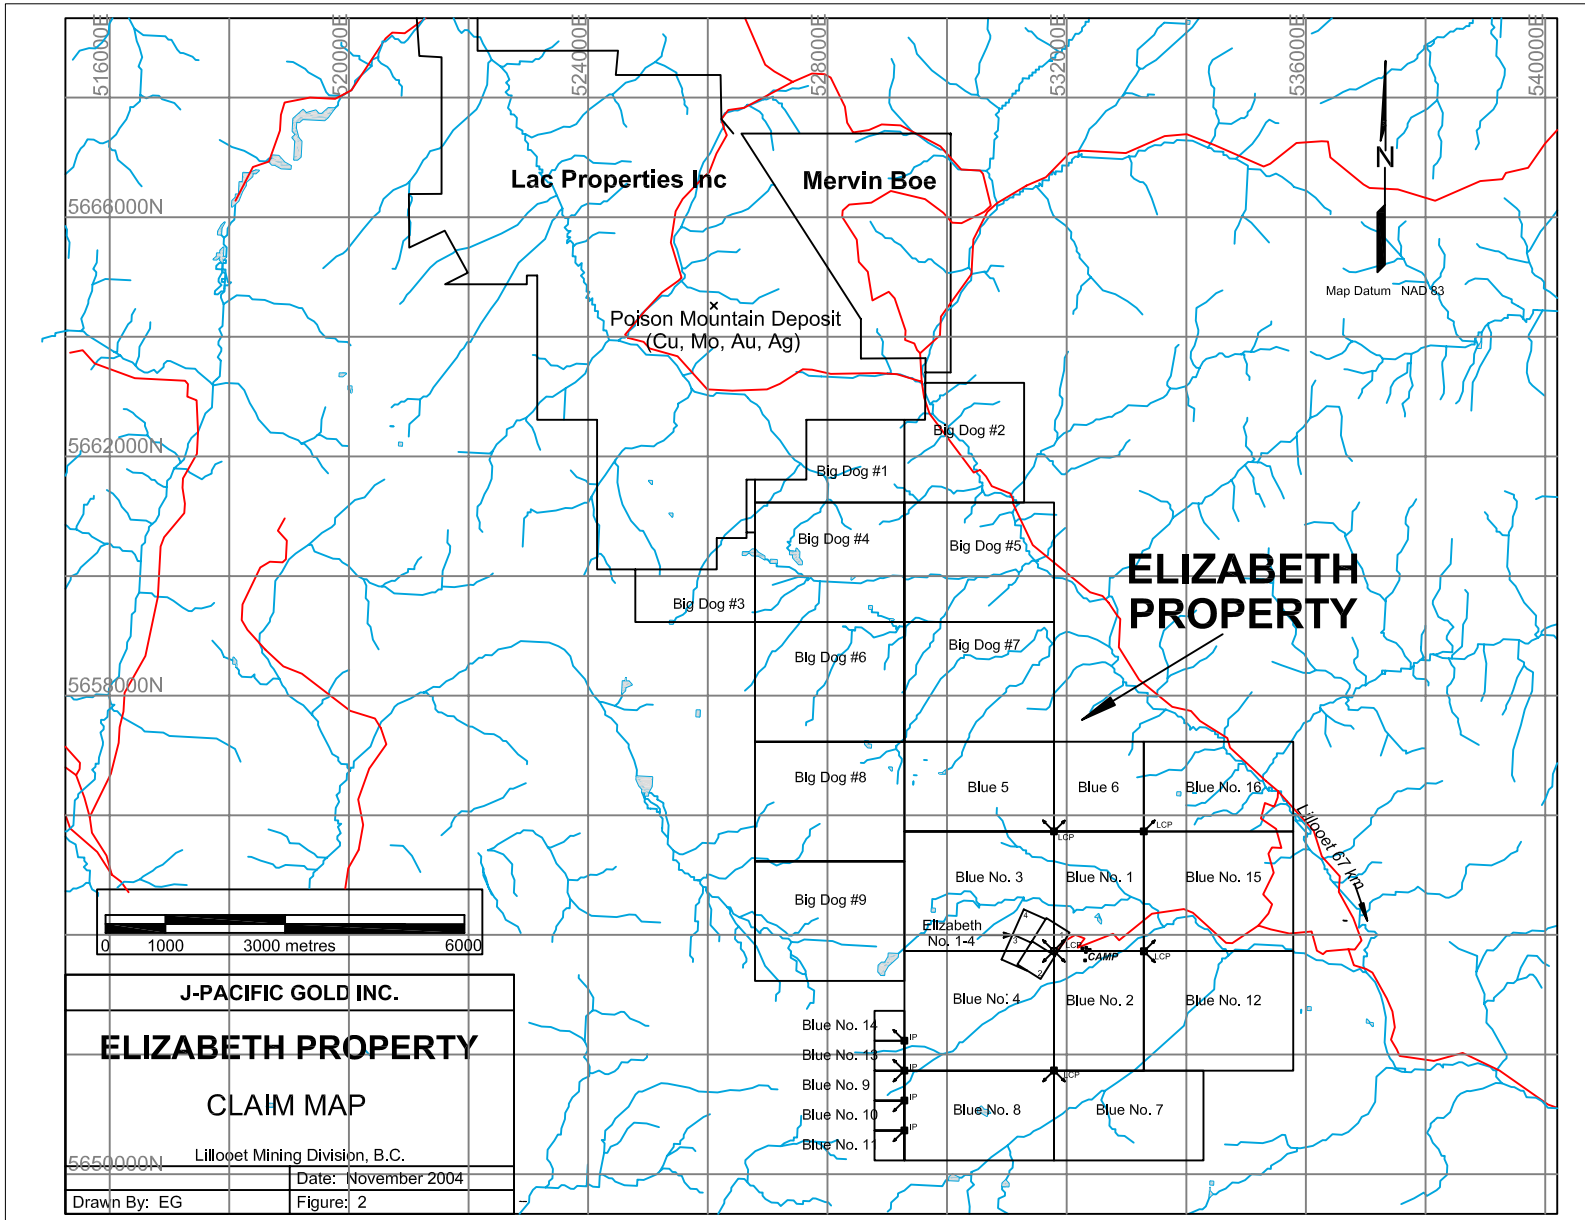 516000E
520000E
524000E
528000E
532000E
536000E
540000E
Lac Properties Inc
Mervin Boe
N
5666000N
Map Datum NAD 83
Poison Mountain Deposit
(Cu, Mo, Au, Ag)
Big Dog #2
5662000N
Big Dog #1
Big Dog #4
Big Dog #5
ELIZABETH
PROPERTY
Big Dog #3
Big Dog #6
Big Dog #7
5658000N
Big Dog #8
Blue 5
Blue 6
Blue No. 16
LCP
LCP
Lillooet 67 km
Blue No. 3
Blue No. 1
Blue No. 15
Big Dog #9
Elizabeth
No. 1-4
4
1
3
2
LCP
CAMP
LCP
0 1000 3000 metres 6000
J-PACIFIC GOLD INC.
ELIZABETH PROPERTY
CLAIM MAP
Lillooet Mining Division, B.C.
5650000N
Date: November 2004
Drawn By: EG
Figure: 2
Blue No. 4
Blue No. 2
Blue No. 12
Blue No. 14
IP
Blue No. 13
IP
LCP
Blue No. 9
IP
Blue No. 10
IP
Blue No. 11
Blue No. 8
Blue No. 7